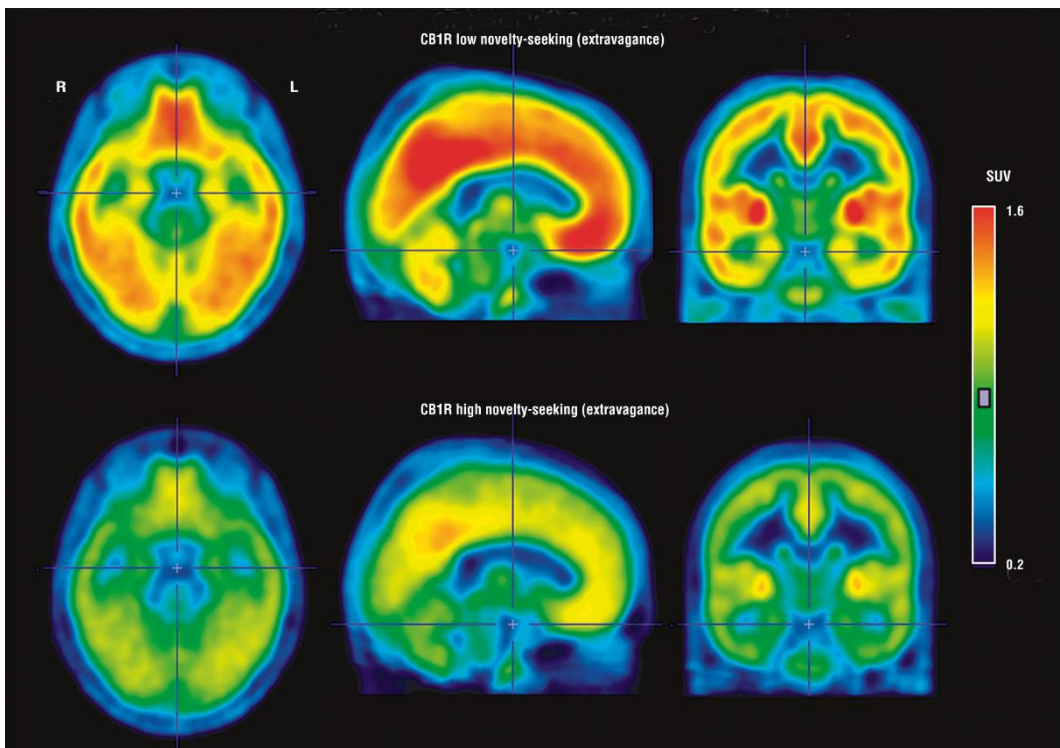 CB1R low novelty-seeking (extravagance)
R
L
SUV
1.6
CB1R high novelty-seeking (extravagance)
0.2